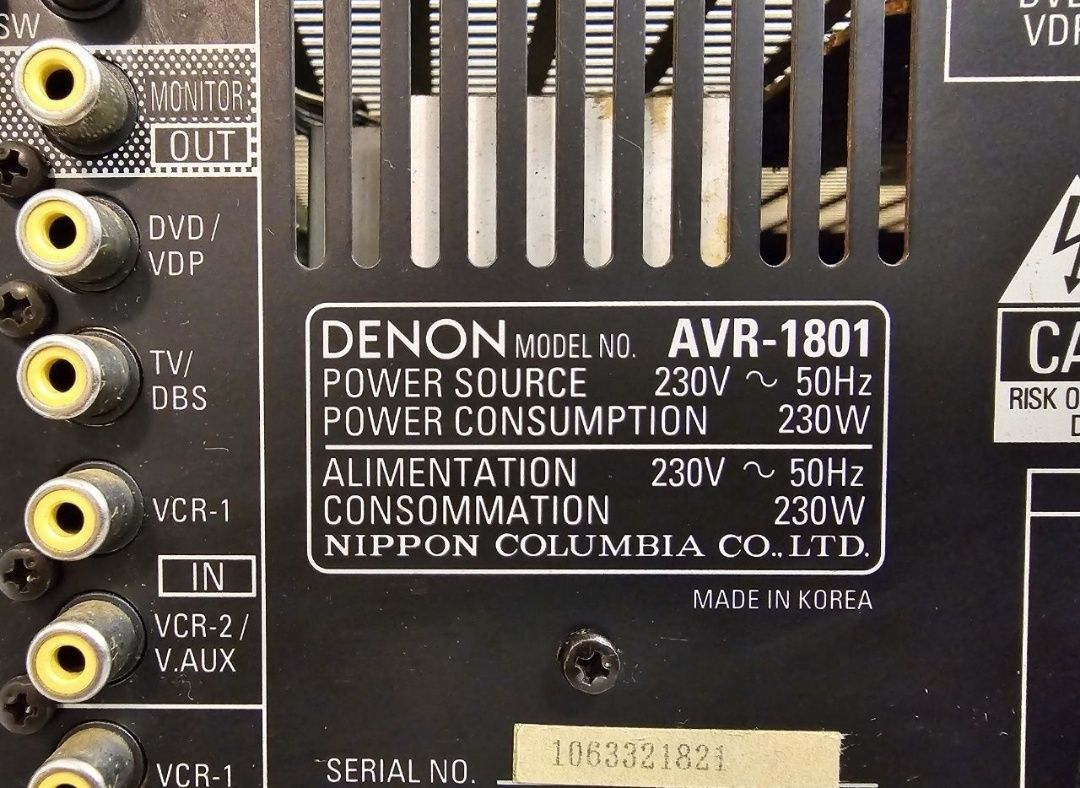 SW
MONITOR
OUT
DVD/
VDP
TV/
DBS
VCR-1
IN
VCR-2/
V.AUX
VCR-1
DENON MODEL NO. AVR-1801
POWER SOURCE 230V ~ 50Hz
POWER CONSUMPTION 230W
ALIMENTATION 230V ~ 50Hz
CONSOMMATION 230W
NIPPON COLUMBIA CO., LTD.
MADE IN KOREA
SERIAL NO. 1063321821
VDP
CA
RISK O